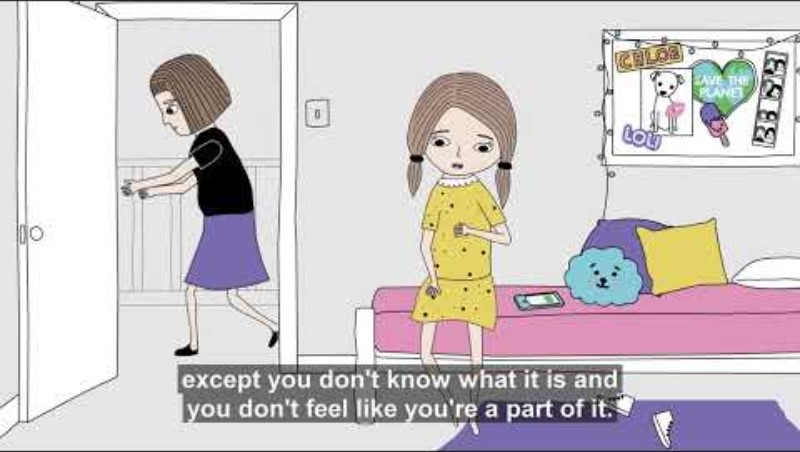 CHLOE
SAVE THE
PLANET
LOLI
except you don't know what it is and
you don't feel like you're a part of it.